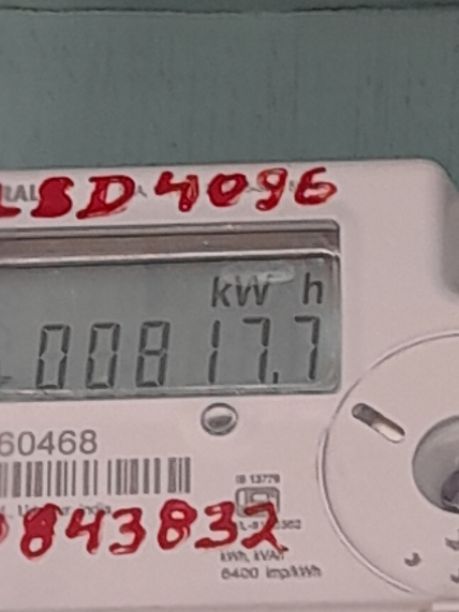 LSD 4096
kW h
00817.7
60468
843832
IS 13779
kWh, kVAh
6400 imp/kWh